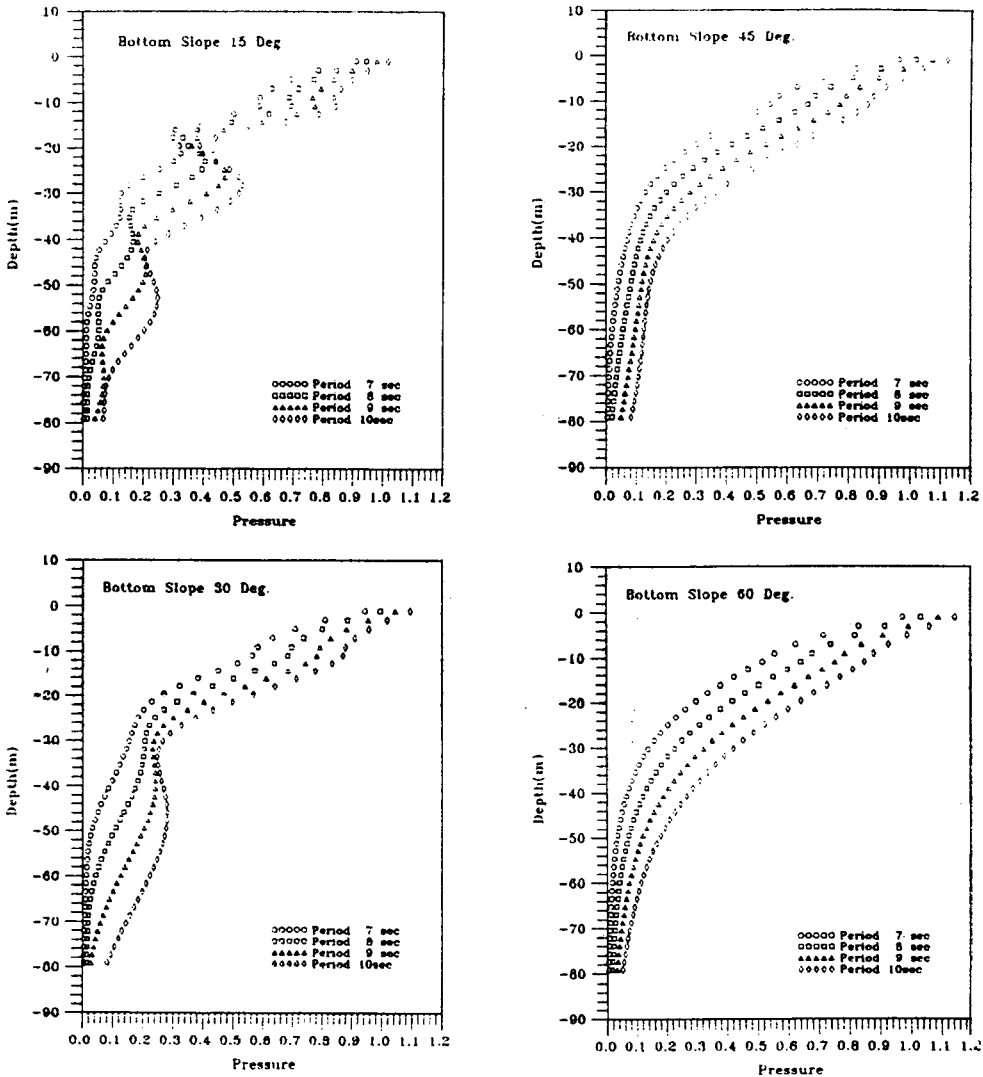 Bottom Slope 15 Deg
10
0
-10
-20
-30
-40
-50
-60
-70
-80
-90
Depth(m)
Period 7 sec
Period 8 sec
Period 9 sec
Period 10sec
0.0 0.1 0.2 0.3 0.4 0.5 0.6 0.7 0.8 0.9 1.0 1.1 1.2
Pressure
Bottom Slope 45 Deg.
10
0
-10
-20
-30
-40
-50
-60
-70
-80
-90
Depth(m)
Period 7 sec
Period 8 sec
Period 9 sec
Period 10sec
0.0 0.1 0.2 0.3 0.4 0.5 0.6 0.7 0.8 0.9 1.0 1.1 1.2
Pressure
Bottom Slope 30 Deg.
10
0
-10
-20
-30
-40
-50
-60
-70
-80
-90
Depth(m)
Period 7 sec
Period 8 sec
Period 9 sec
Period 10sec
0.0 0.1 0.2 0.3 0.4 0.5 0.6 0.7 0.8 0.9 1.0 1.1 1.2
Pressure
Bottom Slope 60 Deg.
10
0
-10
-20
-30
-40
-50
-60
-70
-80
-90
Depth(m)
Period 7 sec
Period 8 sec
Period 9 sec
Period 10sec
0.0 0.1 0.2 0.3 0.4 0.5 0.6 0.7 0.8 0.9 1.0 1.1 1.2
Pressure